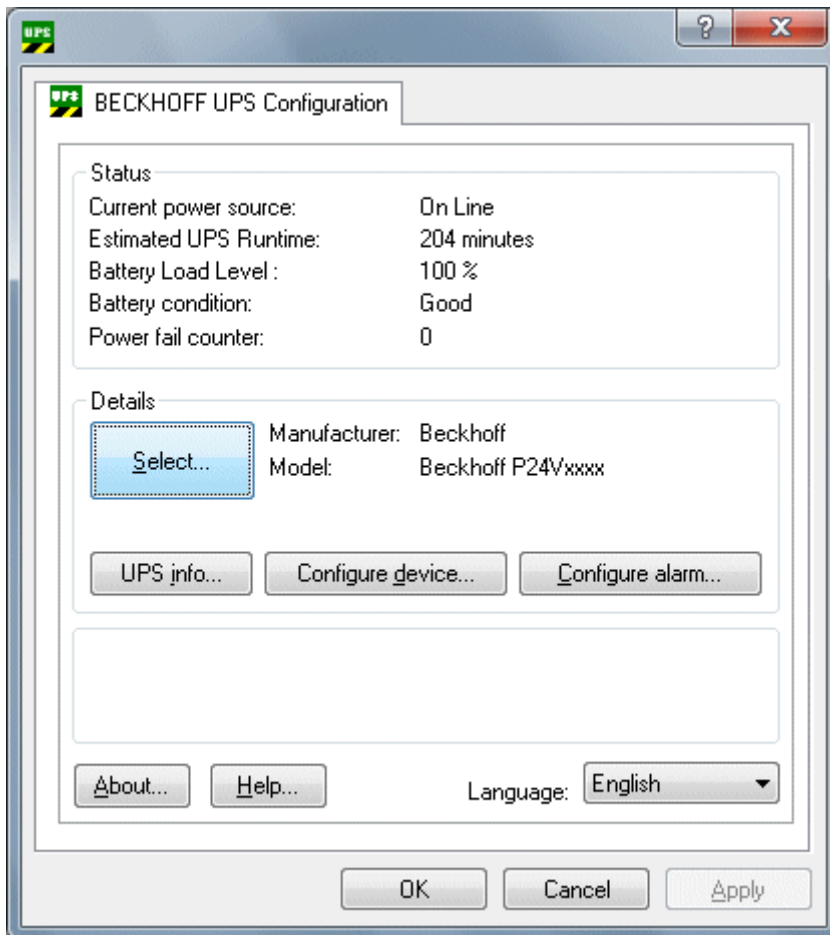 UPS
? X
UPS BECKHOFF UPS Configuration
Status
Current power source: On Line
Estimated UPS Runtime: 204 minutes
Battery Load Level : 100 %
Battery condition: Good
Power fail counter: 0
Details
Select... Manufacturer: Beckhoff
Model: Beckhoff P24Vxxxx
UPS info... Configure device... Configure alarm...
About... Help... Language: English
OK Cancel Apply